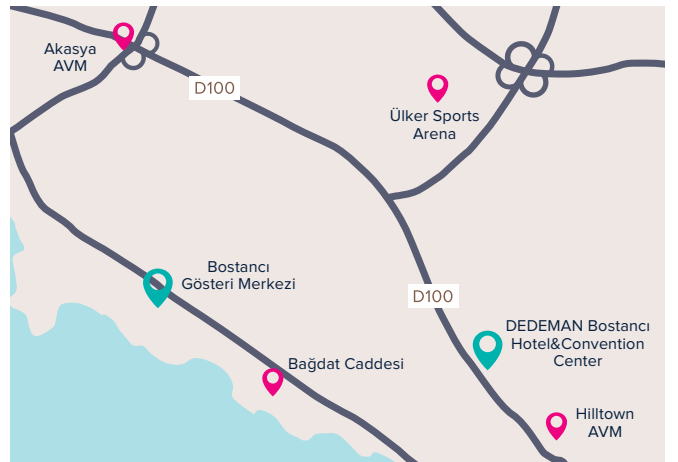 Akasya
AVM
D100
Ülker Sports
Arena
Bostancı
Gösteri Merkezi
D100
DEDEMAN Bostancı
Hotel&Convention
Center
Bağdat Caddesi
Hilltown
AVM